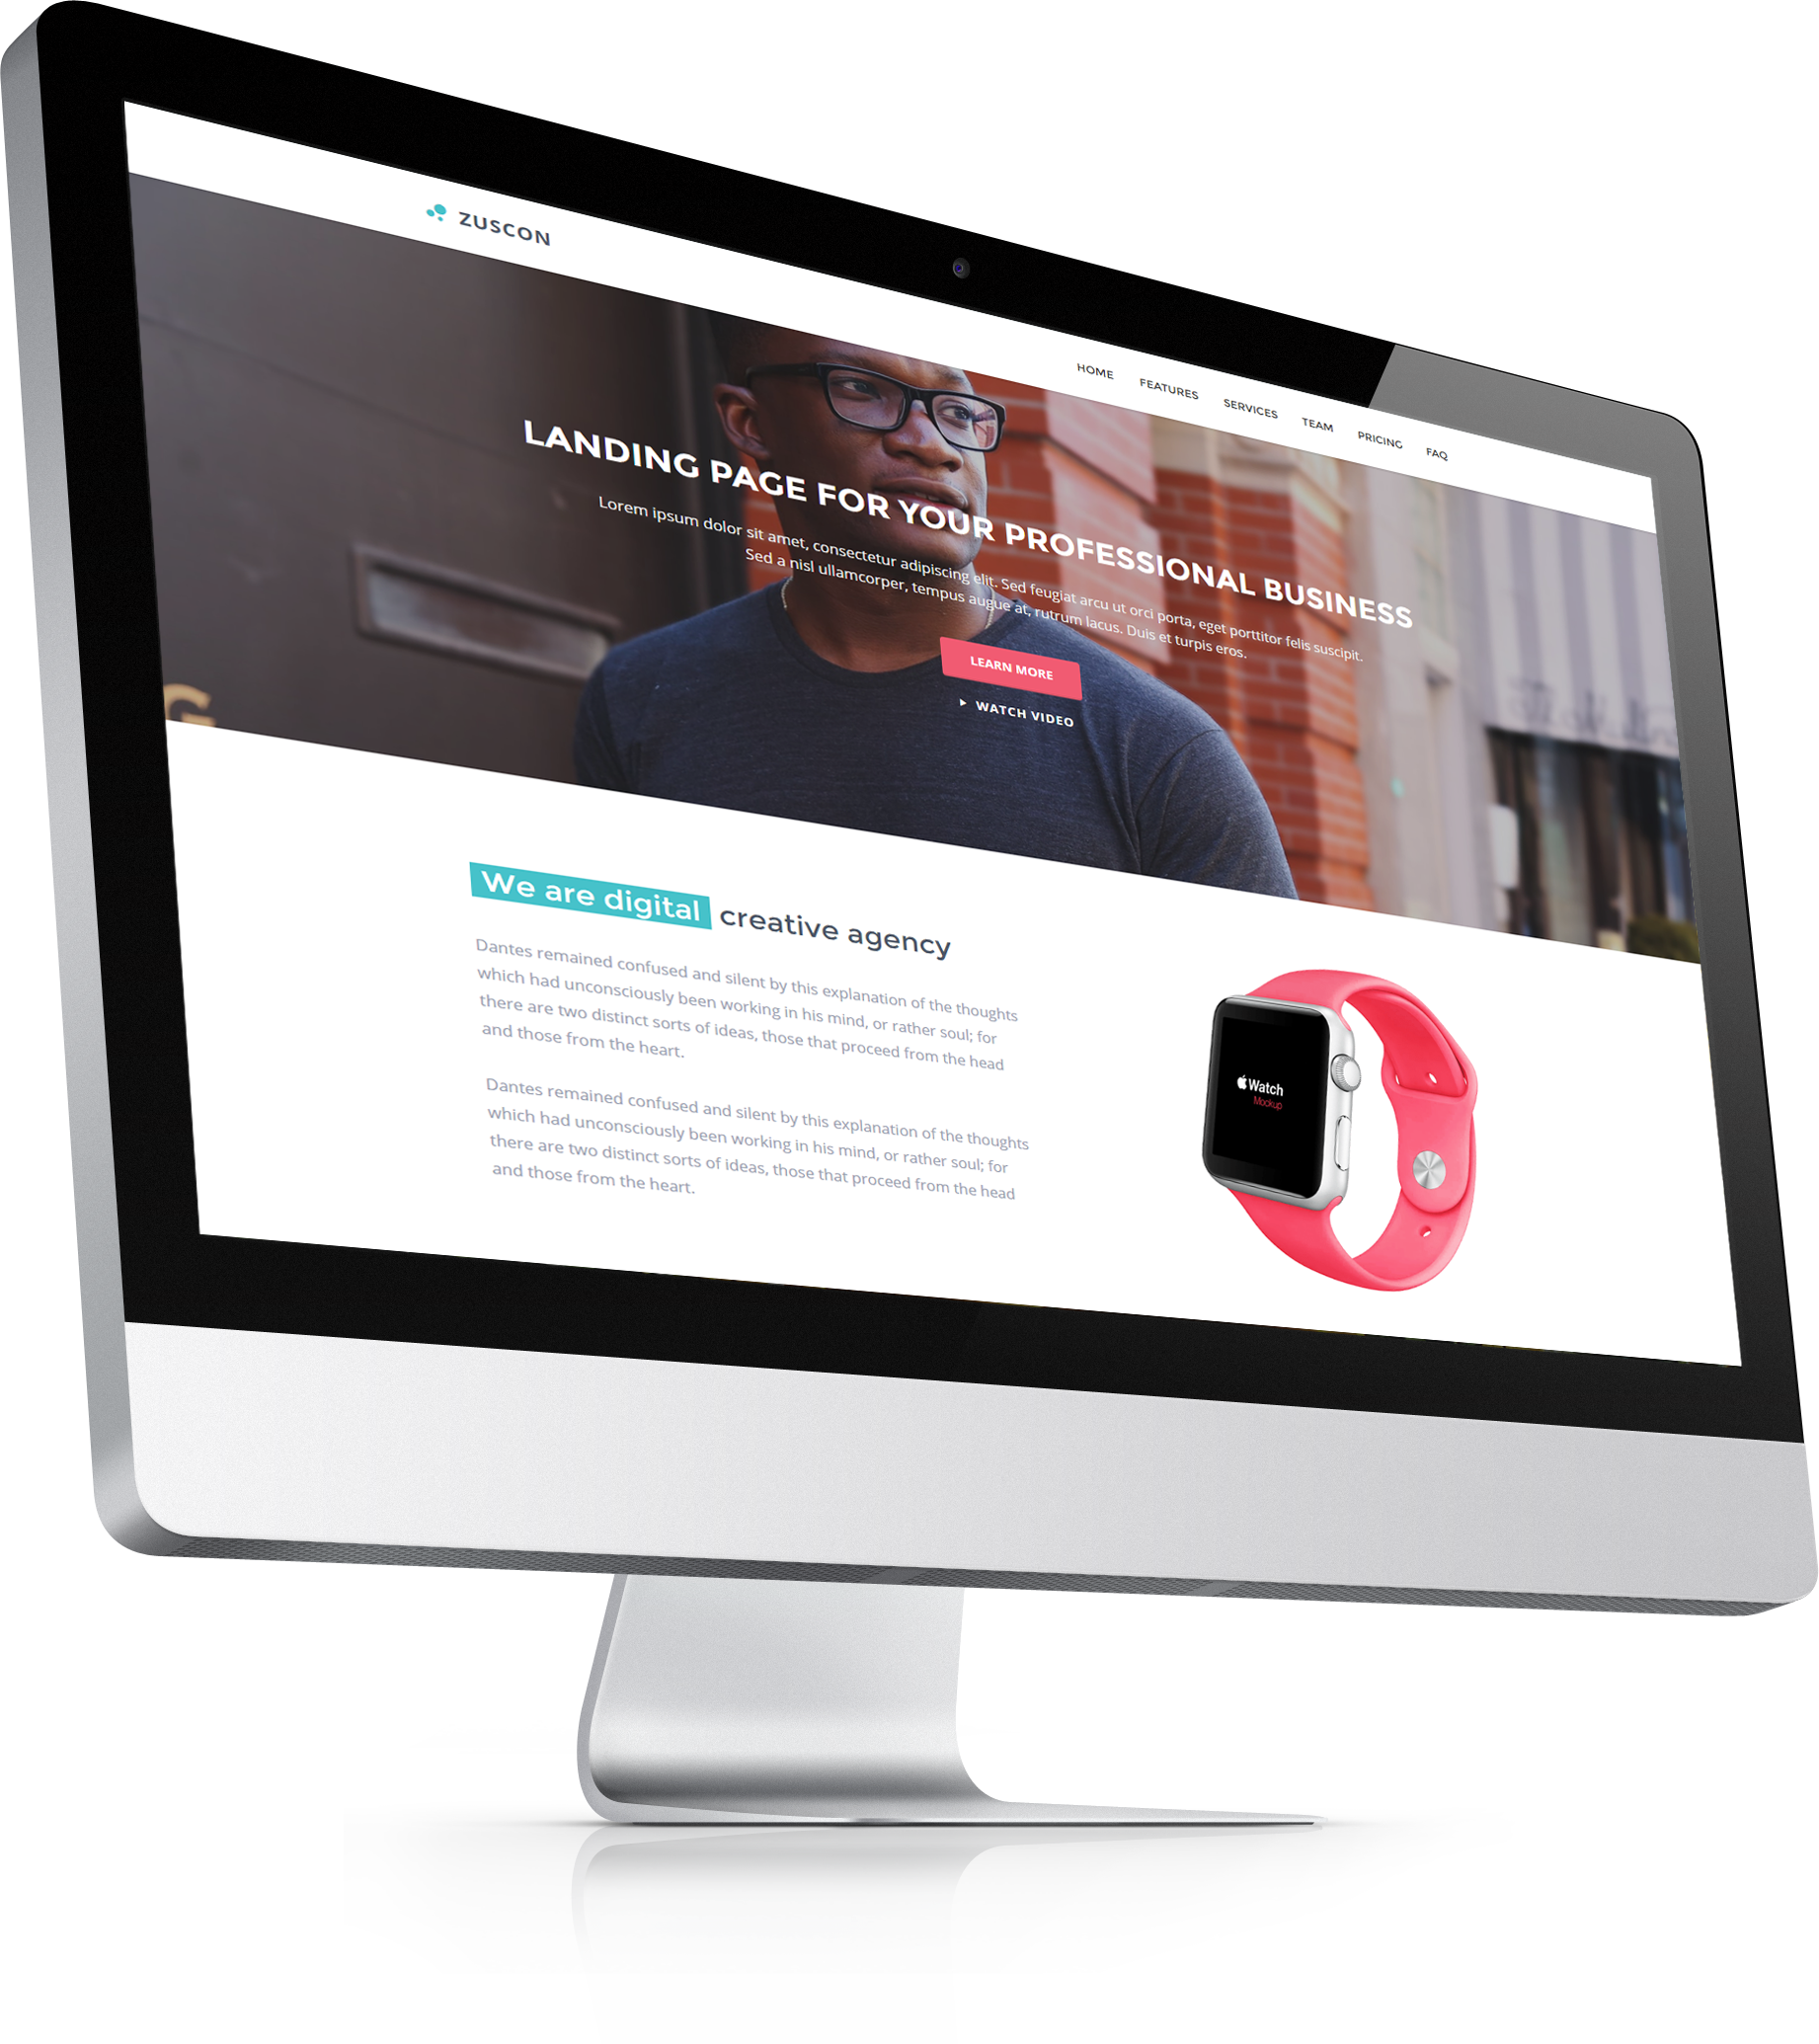 ZUSCON
HOME FEATURES SERVICES TEAM PRICING FAQ
LANDING PAGE FOR YOUR PROFESSIONAL BUSINESS
Lorem ipsum dolor sit amet, consectetur adipiscing elit. Sed feugiat arcu ut orci porta, eget porttitor felis suscipit.
Sed a nisl ullamcorper, tempus augue at, rutrum lacus. Duis et turpis eros.
LEARN MORE
WATCH VIDEO
G
We are digital creative agency
Dantes remained confused and silent by this explanation of the thoughts
which had unconsciously been working in his mind, or rather soul; for
there are two distinct sorts of ideas, those that proceed from the head
and those from the heart.
Dantes remained confused and silent by this explanation of the thoughts
which had unconsciously been working in his mind, or rather soul; for
there are two distinct sorts of ideas, those that proceed from the head
and those from the heart.
Watch
Mockup